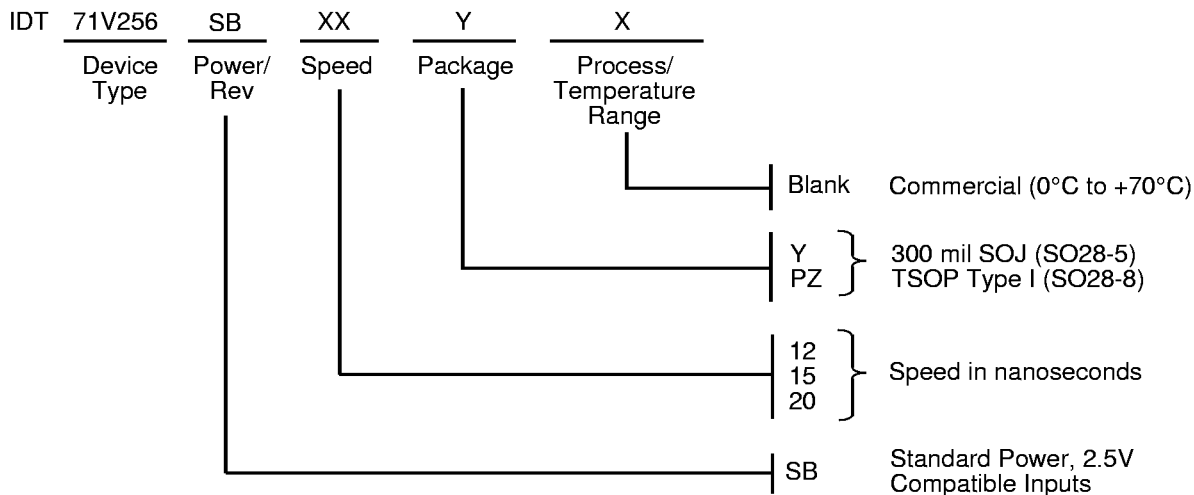 IDT 71V256 SB XX Y X
Device Type
Power/ Rev
Speed
Package
Process/ Temperature Range
Blank Commercial (0°C to +70°C)
Y 300 mil SOJ (SO28-5)
PZ TSOP Type I (SO28-8)
12
15 Speed in nanoseconds
20
SB Standard Power, 2.5V
Compatible Inputs